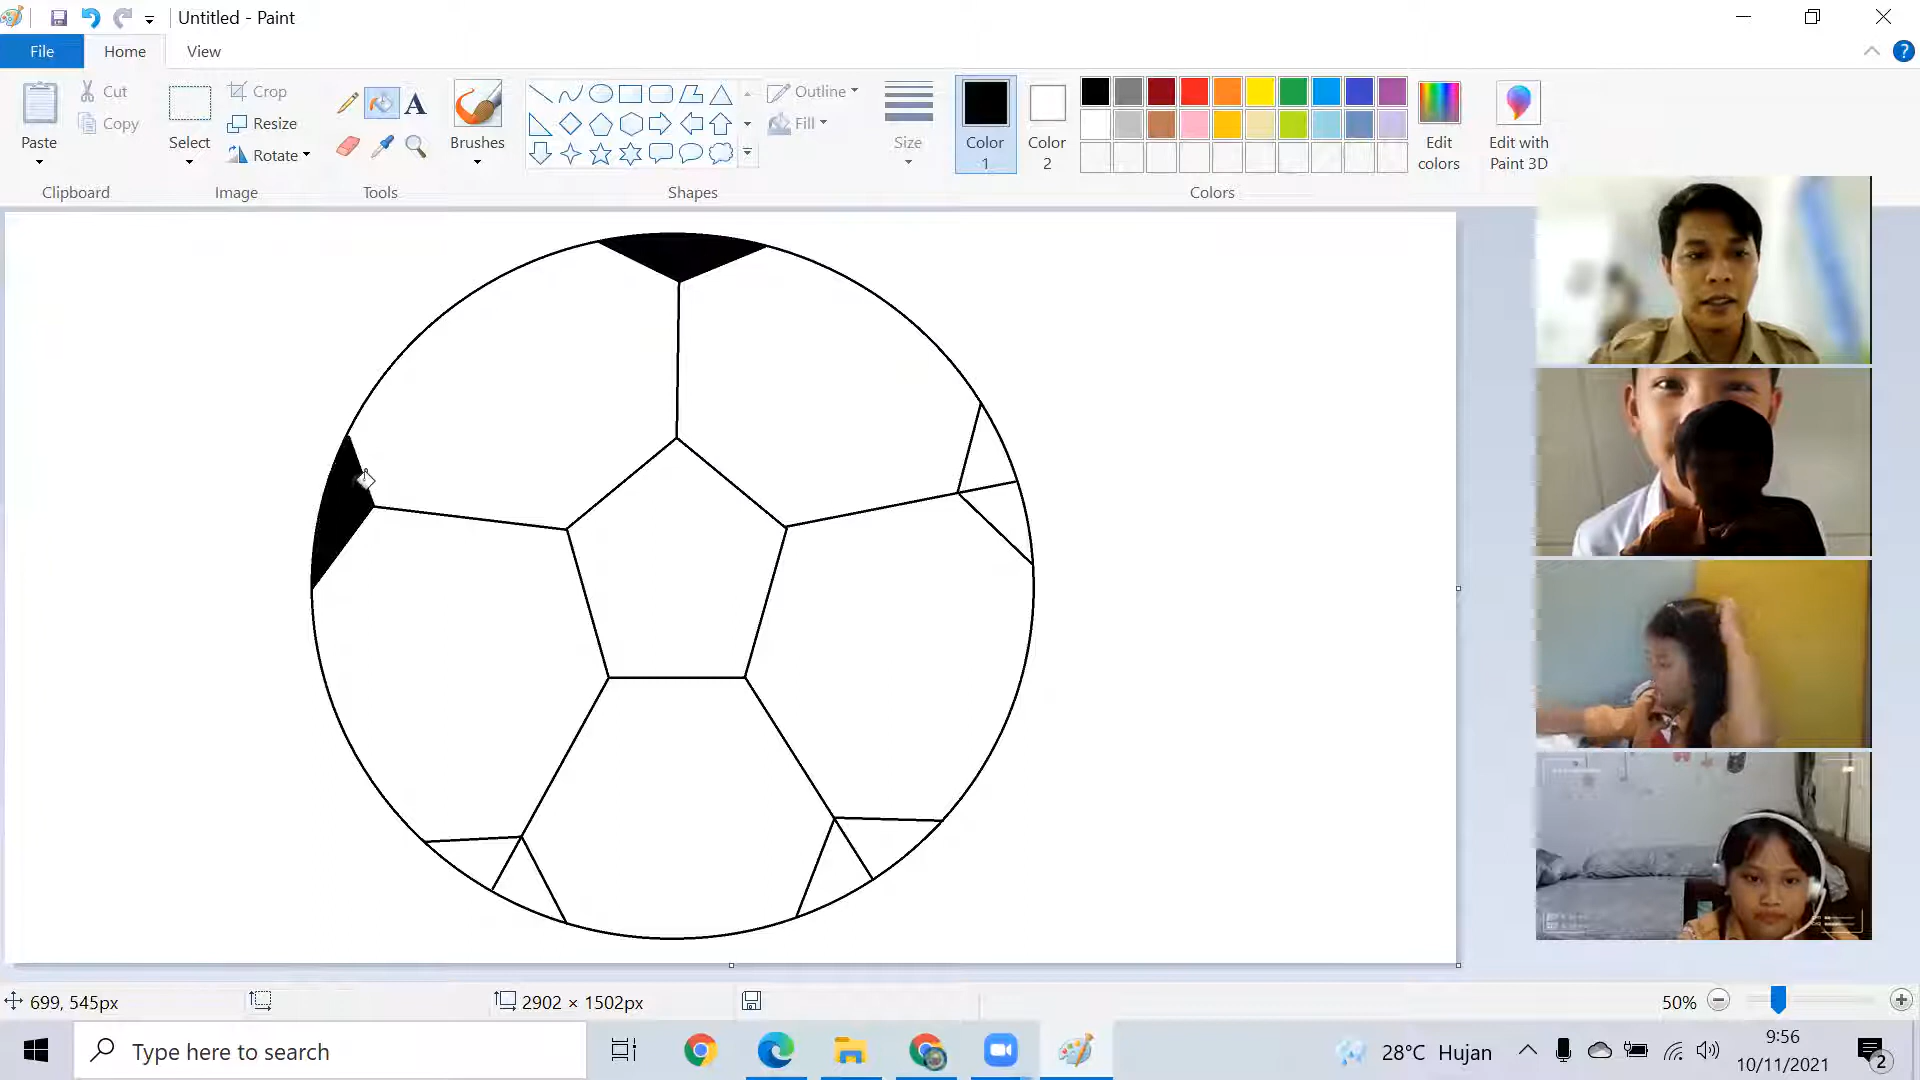 Untitled - Paint
File
Home
View
Paste
Cut
Copy
Clipboard
Select
Crop
Resize
Rotate
Image
A
Tools
Brushes
Outline
Fill
Shapes
Size
Color
1
Color
2
Edit
colors
Colors
Edit with
Paint 3D
?
699, 545px
2902 × 1502px
50%
Type here to search
28°C Hujan
9:56
10/11/2021
2